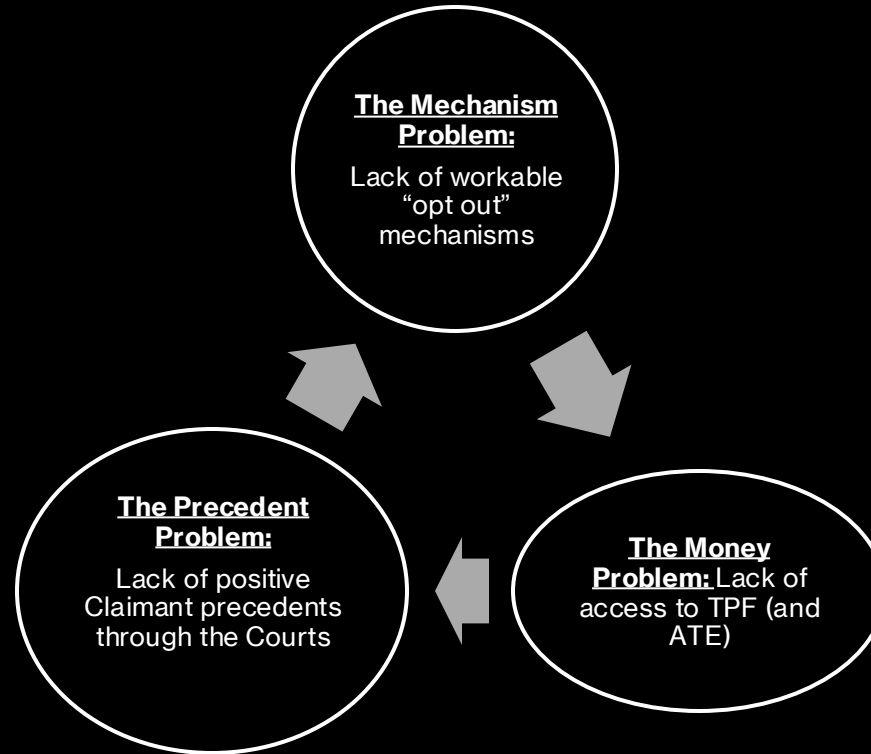 The Mechanism
Problem:
Lack of workable
“opt out”
mechanisms
The Precedent
Problem:
Lack of positive
Claimant precedents
through the Courts
The Money
Problem: Lack of
access to TPF (and
ATE)